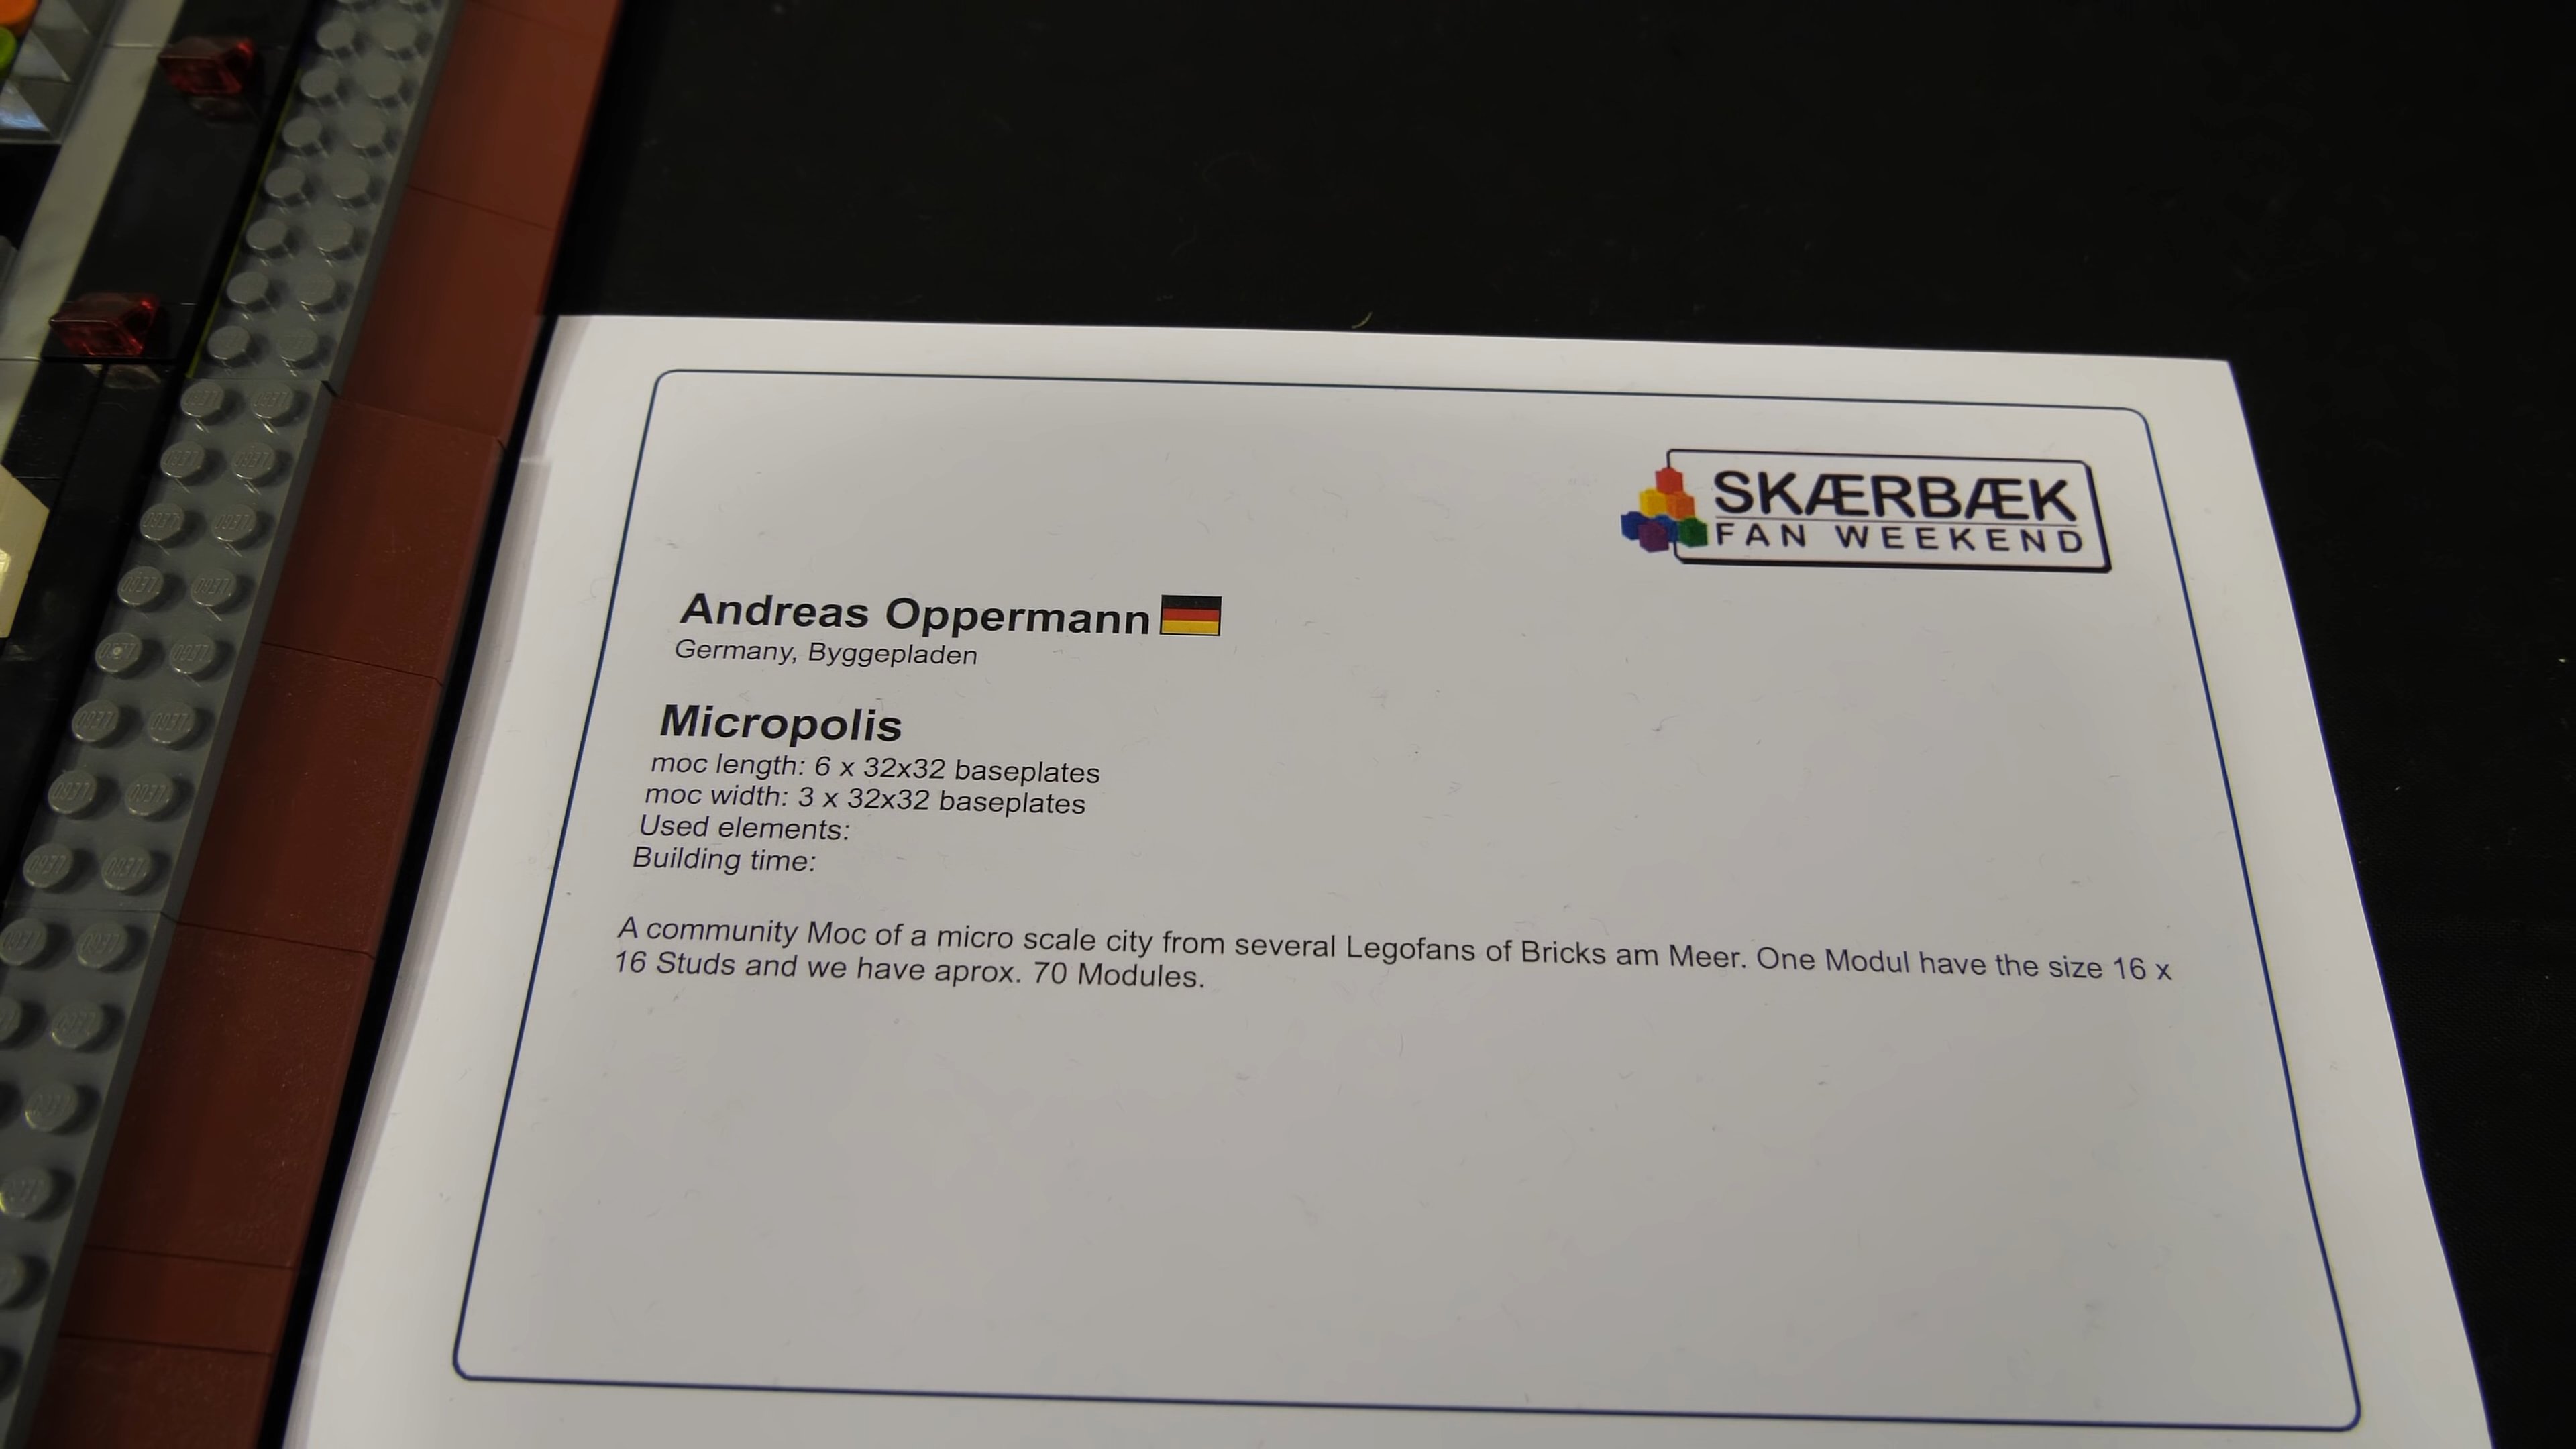 SKÆRBÆK
FAN WEEKEND
Andreas Oppermann
Germany, Byggepladen
Micropolis
moc length: 6 x 32x32 baseplates
moc width: 3 x 32x32 baseplates
Used elements:
Building time:
A community Moc of a micro scale city from several Legofans of Bricks am Meer. One Modul have the size 16 x
16 Studs and we have aprox. 70 Modules.